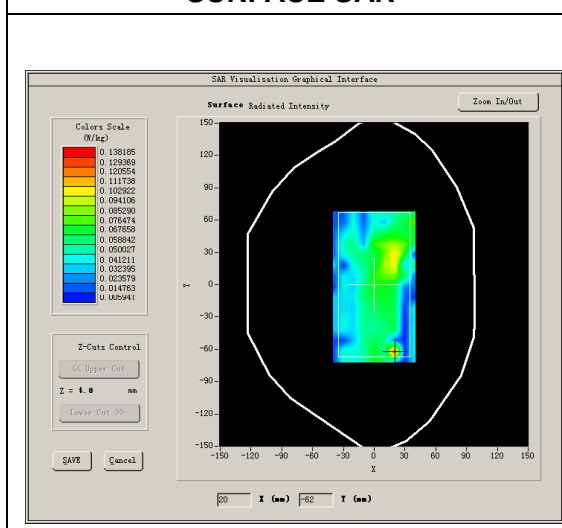 SURFACE SAR
SAR Visualisation Graphical Interface
Surface Radiated Intensity
Zoom In/Out
Colors Scale
(W/kg)
0.138185
0.129369
0.120554
0.111738
0.102922
0.094106
0.085290
0.076474
0.067658
0.058842
0.050027
0.041211
0.032395
0.023579
0.014763
0.005947
Z-Cuts Control
<< Upper Cut
Z = 4.0 mm
Lower Cut >>
SAVE Cancel
150
120
90
60
30
0
-30
-60
-90
-120
-150
Y
-150 -120 -90 -60 -30 0 30 60 90 120 150
X
20 X (mm) -62 Y (mm)